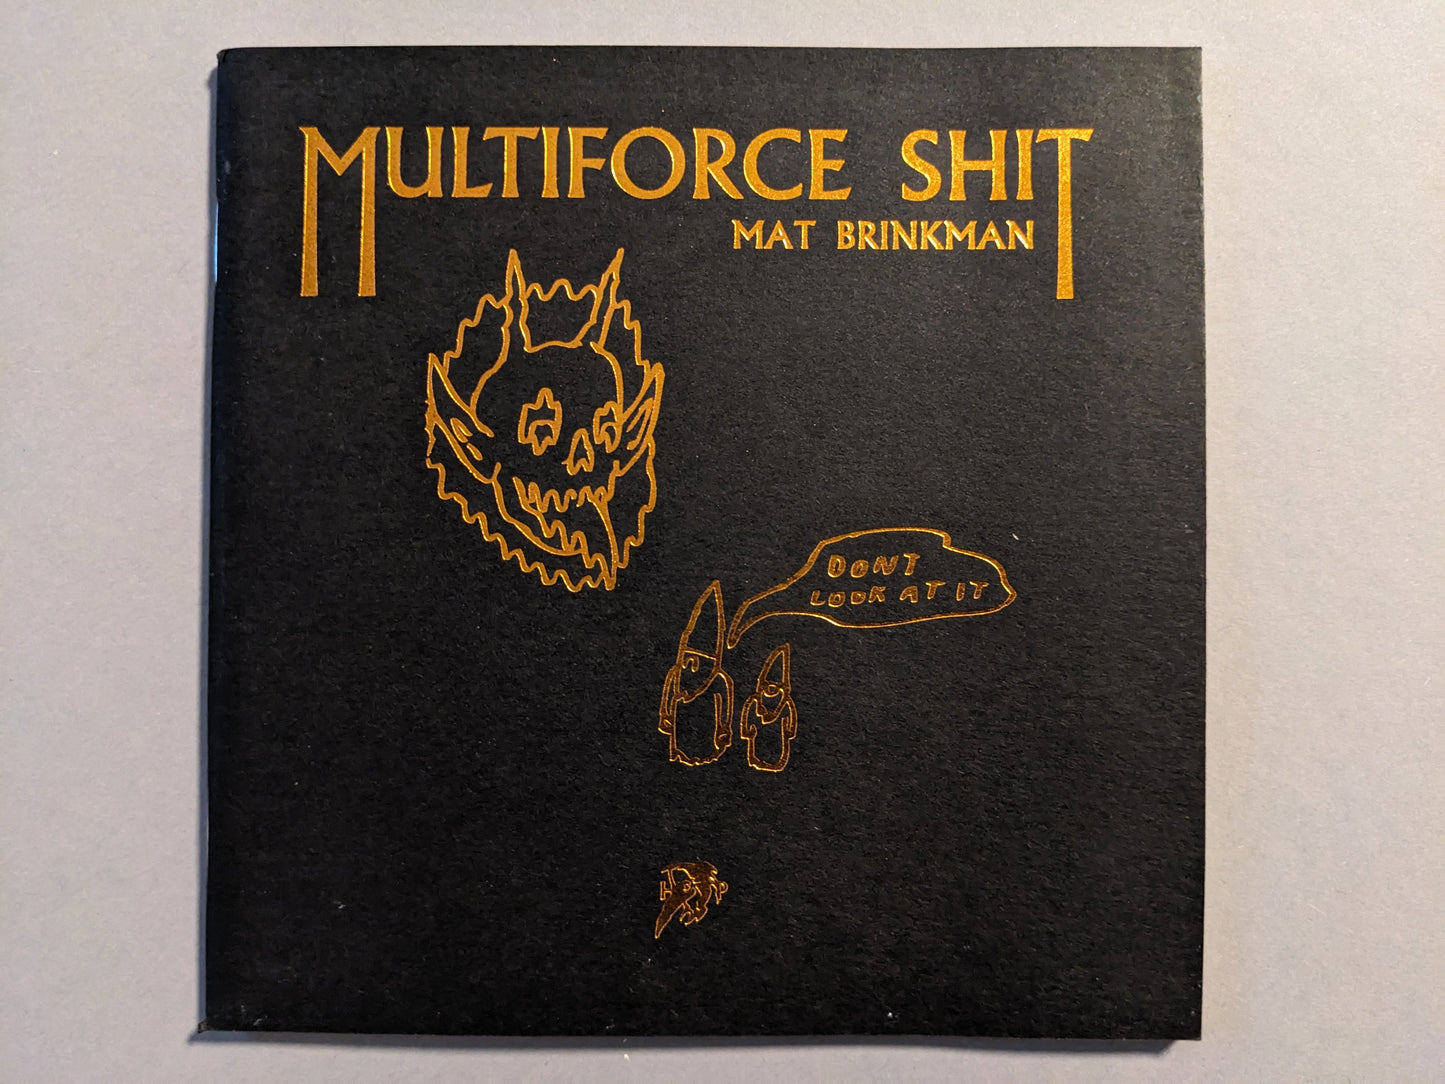 MULTIFORCE SHIT
MAT BRINKMAN
DONT
LOOK AT IT